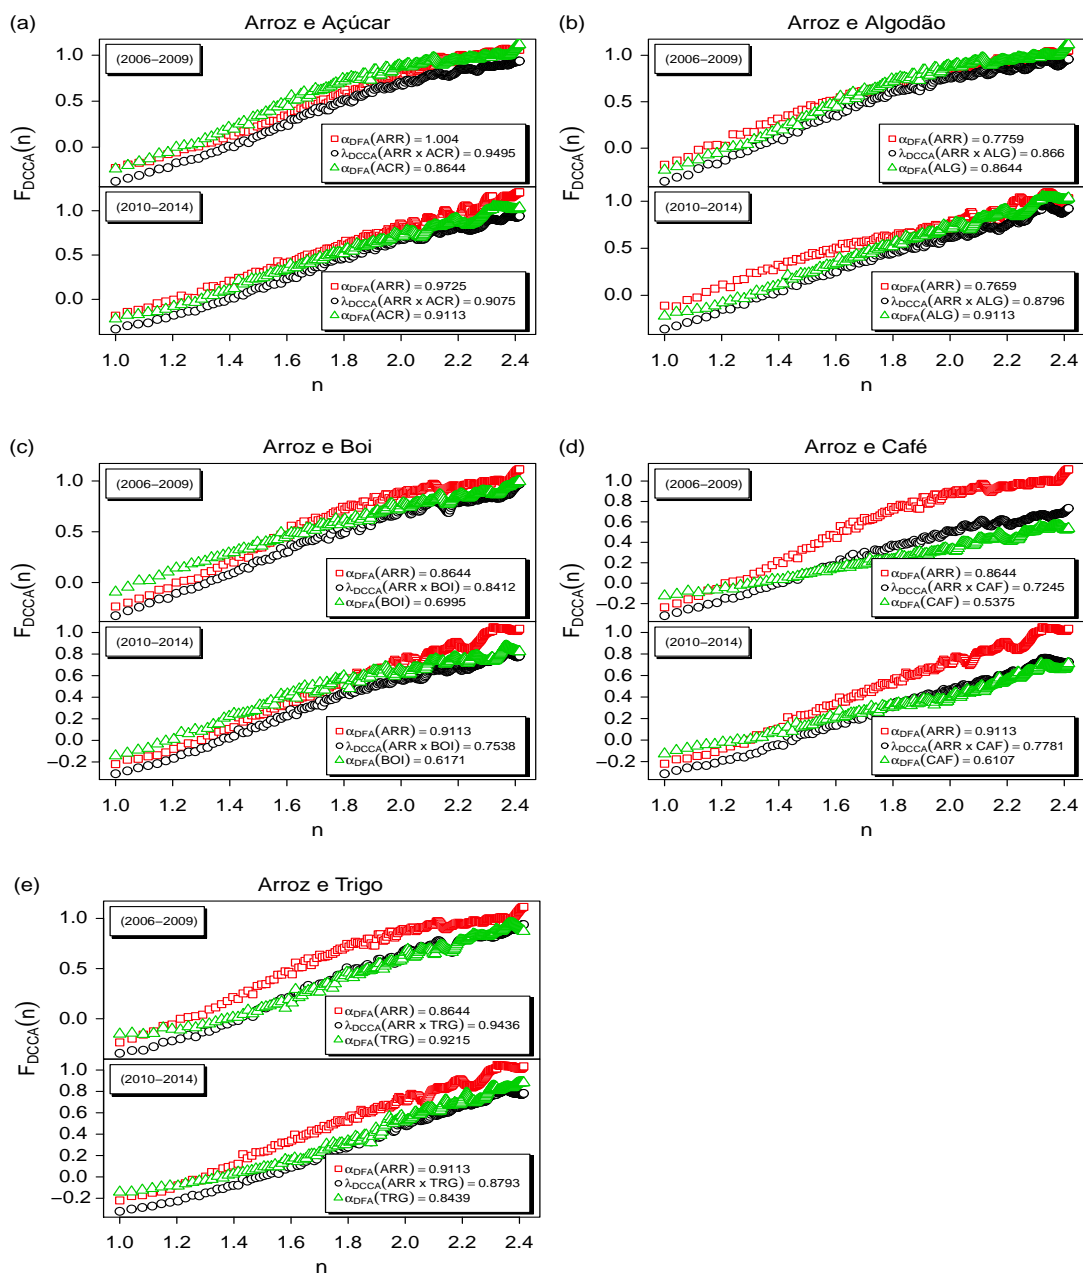 (a)
Arroz e Açúcar
F_DCCA(n)
1.0
0.5
0.0
(2006−2009)
α_DFA(ARR) = 1.004
λ_DCCA(ARR x ACR) = 0.9495
α_DFA(ACR) = 0.8644
1.0
0.5
0.0
(2010−2014)
α_DFA(ARR) = 0.9725
λ_DCCA(ARR x ACR) = 0.9075
α_DFA(ACR) = 0.9113
1.0 1.2 1.4 1.6 1.8 2.0 2.2 2.4
n
(b)
Arroz e Algodão
F_DCCA(n)
1.0
0.5
0.0
(2006−2009)
α_DFA(ARR) = 0.7759
λ_DCCA(ARR x ALG) = 0.866
α_DFA(ALG) = 0.8644
1.0
0.5
0.0
(2010−2014)
α_DFA(ARR) = 0.7659
λ_DCCA(ARR x ALG) = 0.8796
α_DFA(ALG) = 0.9113
1.0 1.2 1.4 1.6 1.8 2.0 2.2 2.4
n
(c)
Arroz e Boi
F_DCCA(n)
1.0
0.5
0.0
(2006−2009)
α_DFA(ARR) = 0.8644
λ_DCCA(ARR x BOI) = 0.8412
α_DFA(BOI) = 0.6995
1.0
0.8
0.6
0.4
0.2
0.0
−0.2
(2010−2014)
α_DFA(ARR) = 0.9113
λ_DCCA(ARR x BOI) = 0.7538
α_DFA(BOI) = 0.6171
1.0 1.2 1.4 1.6 1.8 2.0 2.2 2.4
n
(d)
Arroz e Café
F_DCCA(n)
1.0
0.8
0.6
0.4
0.2
0.0
−0.2
(2006−2009)
α_DFA(ARR) = 0.8644
λ_DCCA(ARR x CAF) = 0.7245
α_DFA(CAF) = 0.5375
1.0
0.8
0.6
0.4
0.2
0.0
−0.2
(2010−2014)
α_DFA(ARR) = 0.9113
λ_DCCA(ARR x CAF) = 0.7781
α_DFA(CAF) = 0.6107
1.0 1.2 1.4 1.6 1.8 2.0 2.2 2.4
n
(e)
Arroz e Trigo
F_DCCA(n)
1.0
0.5
0.0
(2006−2009)
α_DFA(ARR) = 0.8644
λ_DCCA(ARR x TRG) = 0.9436
α_DFA(TRG) = 0.9215
1.0
0.8
0.6
0.4
0.2
0.0
−0.2
(2010−2014)
α_DFA(ARR) = 0.9113
λ_DCCA(ARR x TRG) = 0.8793
α_DFA(TRG) = 0.8439
1.0 1.2 1.4 1.6 1.8 2.0 2.2 2.4
n